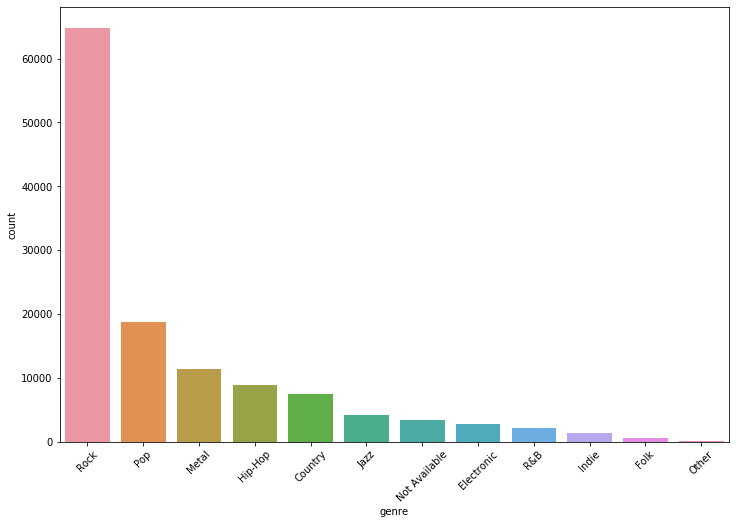 60000
50000
40000
30000
20000
10000
0
count
Rock
Pop
Metal
Hip-Hop
Country
Jazz
Not Available
Electronic
R&B
Indie
Folk
Other
genre